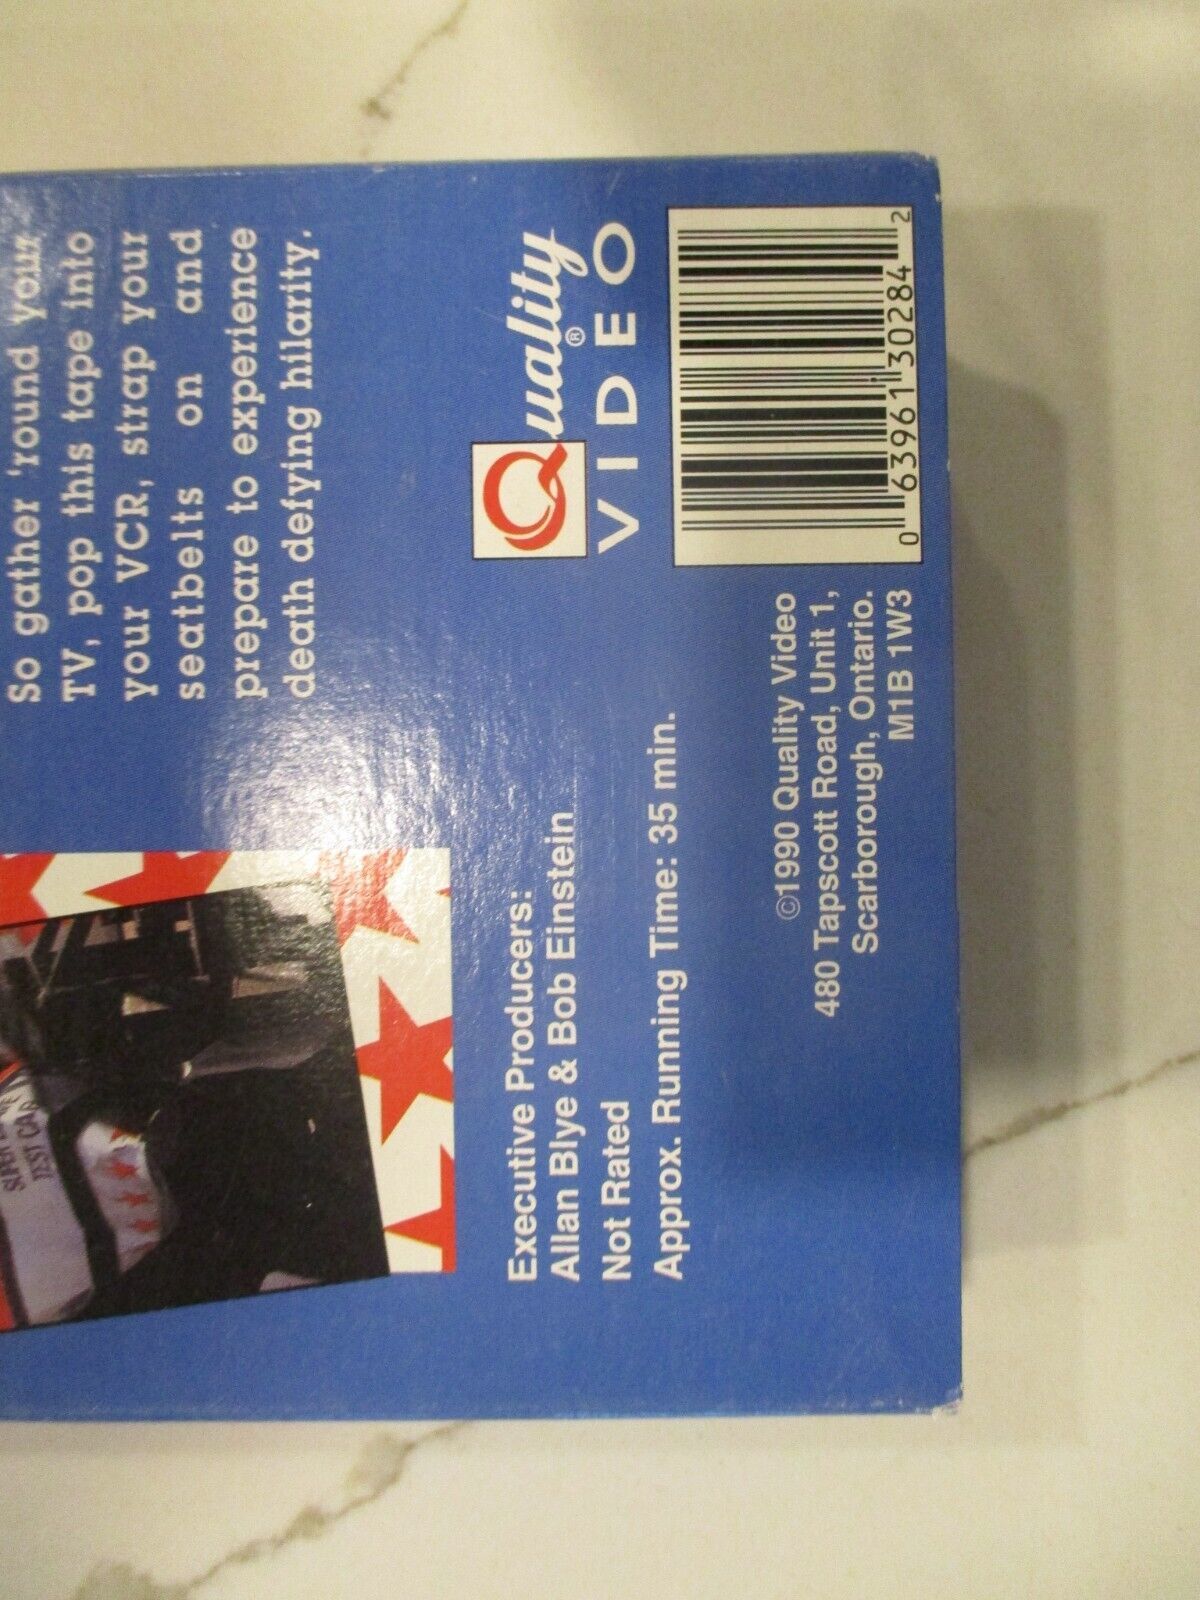 So gather 'round your
TV, pop this tape into
your VCR, strap your
seatbelts on and
prepare to experience
death defying hilarity.
TEST CAR
Executive Producers:
Allan Blye & Bob Einstein
Not Rated
Approx. Running Time: 35 min.
Quality®
VIDEO
©1990 Quality Video
480 Tapscott Road, Unit 1,
Scarborough, Ontario.
M1B 1W3
0 63961 30284 2